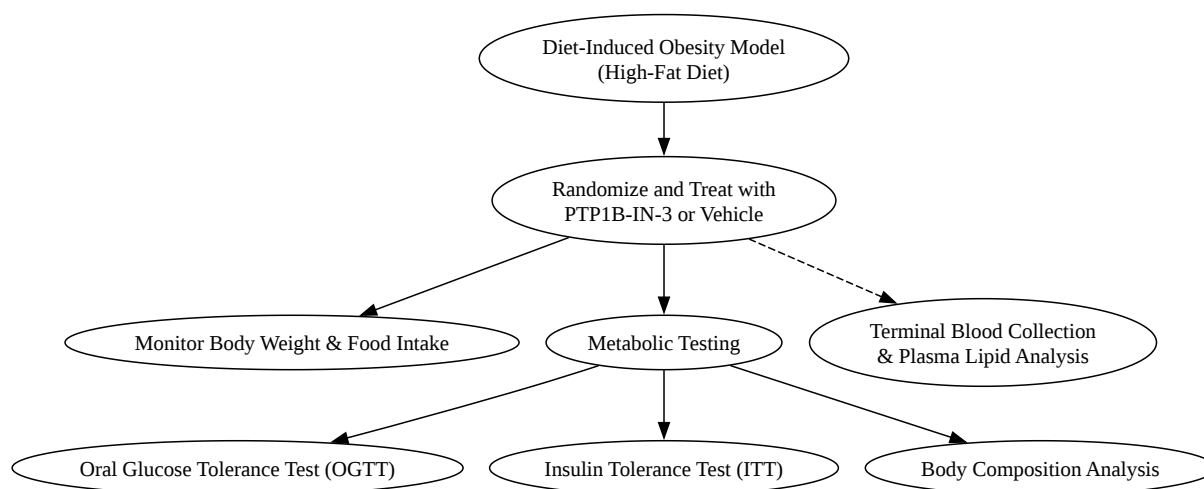 Diet-Induced Obesity Model
(High-Fat Diet)
Randomize and Treat with
PTP1B-IN-3 or Vehicle
Monitor Body Weight & Food Intake
Metabolic Testing
Terminal Blood Collection
& Plasma Lipid Analysis
Oral Glucose Tolerance Test (OGTT)
Insulin Tolerance Test (ITT)
Body Composition Analysis